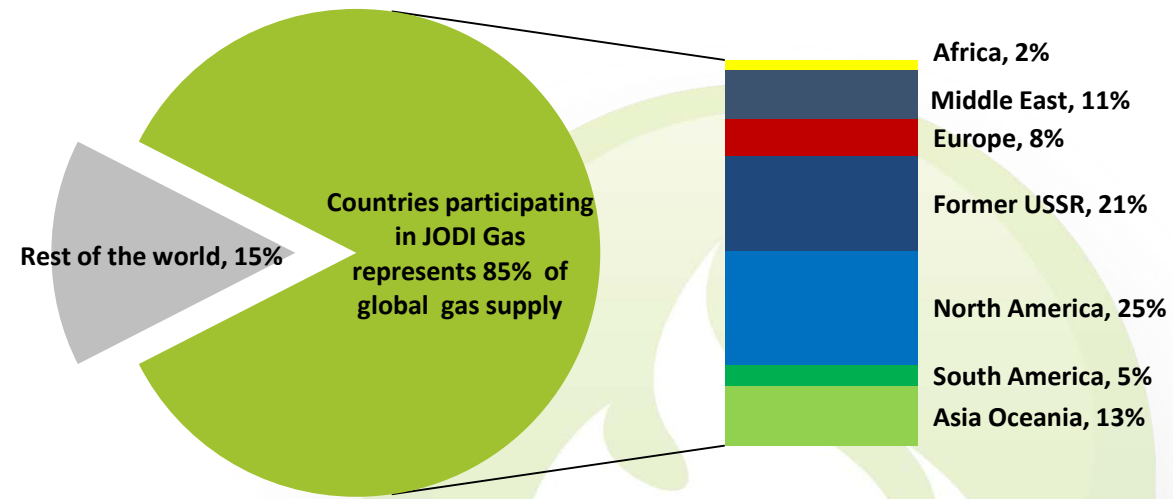 Rest of the world, 15%
Countries participating
in JODI Gas
represents 85% of
global gas supply
Africa, 2%
Middle East, 11%
Europe, 8%
Former USSR, 21%
North America, 25%
South America, 5%
Asia Oceania, 13%